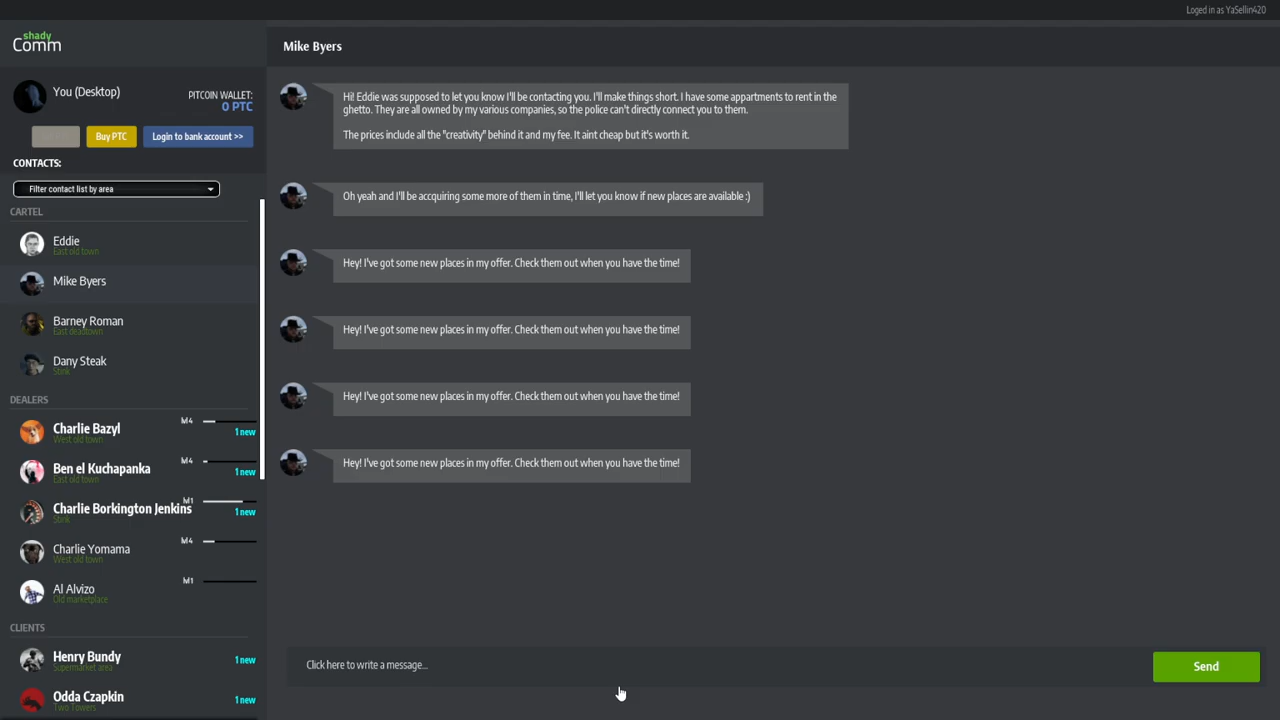 Loged in as YaSellin420
shady
Comm
You (Desktop)
PITCOIN WALLET:
0 PTC
Buy PTC
Login to bank account >>
CONTACTS:
Filter contact list by area
CARTEL
Eddie
East old town
Mike Byers
Barney Roman
East deadtown
Dany Steak
Stink
DEALERS
Charlie Bazyl
West old town
M4
1 new
Ben el Kuchapanka
East old town
M4
1 new
Charlie Borkington Jenkins
Stink
M1
1 new
Charlie Yomama
West old town
M4
Al Alvizo
Old marketplace
M1
CLIENTS
Henry Bundy
Supermarket area
1 new
Odda Czapkin
Two Towers
1 new
Mike Byers
Hi! Eddie was supposed to let you know I'll be contacting you. I'll make things short. I have some appartments to rent in the
ghetto. They are all owned by my various companies, so the police can't directly connect you to them.
The prices include all the "creativity" behind it and my fee. It aint cheap but it's worth it.
Oh yeah and I'll be accquiring some more of them in time, I'll let you know if new places are available :)
Hey! I've got some new places in my offer. Check them out when you have the time!
Hey! I've got some new places in my offer. Check them out when you have the time!
Hey! I've got some new places in my offer. Check them out when you have the time!
Hey! I've got some new places in my offer. Check them out when you have the time!
Click here to write a message...
Send